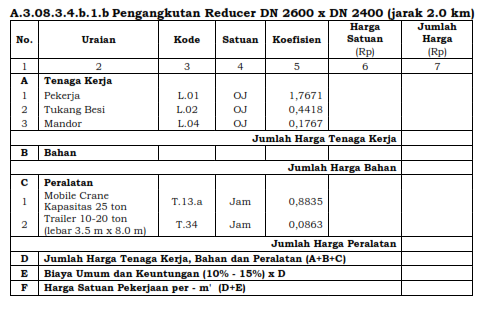 A.3.08.3.4.b.1.b Pengangkutan Reducer DN 2600 x DN 2400 (jarak 2.0 km)
No. Uraian Kode Satuan Koefisien Harga Satuan (Rp) Jumlah Harga (Rp)
1 2 3 4 5 6 7
A Tenaga Kerja
1 Pekerja L.01 OJ 1,7671
2 Tukang Besi L.02 OJ 0,4418
3 Mandor L.04 OJ 0,1767
Jumlah Harga Tenaga Kerja
B Bahan
Jumlah Harga Bahan
C Peralatan
1 Mobile Crane Kapasitas 25 ton T.13.a Jam 0,8835
2 Trailer 10-20 ton (lebar 3.5 m x 8.0 m) T.34 Jam 0,0863
Jumlah Harga Peralatan
D Jumlah Harga Tenaga Kerja, Bahan dan Peralatan (A+B+C)
E Biaya Umum dan Keuntungan (10% - 15%) x D
F Harga Satuan Pekerjaan per - m' (D+E)